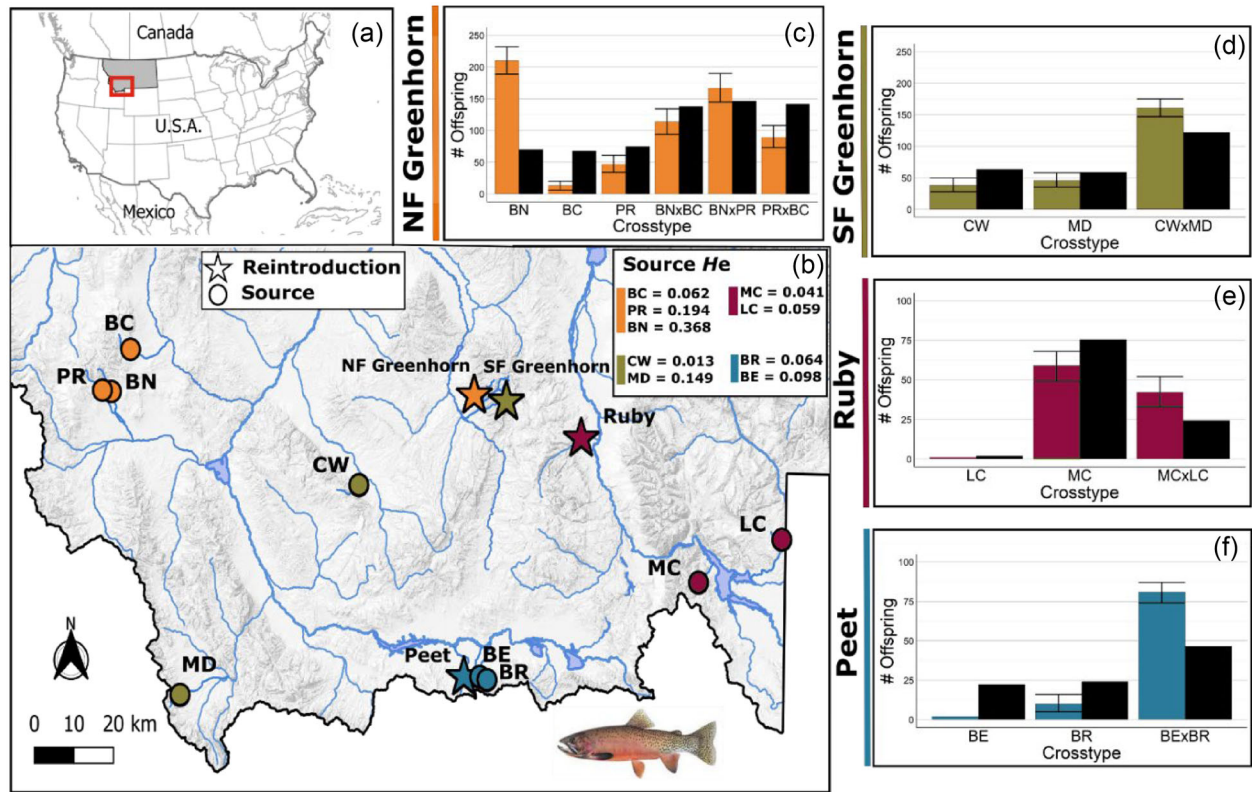 (a)
Canada
U.S.A.
Mexico
NF Greenhorn
(c)
# Offspring
250
200
150
100
50
0
BN
BC
PR
BNxBC
BNxPR
PRxBC
Crosstype
SF Greenhorn
(d)
# Offspring
250
200
150
100
50
0
CW
MD
CWxMD
Crosstype
(b)
Reintroduction
Source
Source He
BC = 0.062
PR = 0.194
BN = 0.368
MC = 0.041
LC = 0.059
CW = 0.013
MD = 0.149
BR = 0.064
BE = 0.098
BC
PR
BN
NF Greenhorn
SF Greenhorn
Ruby
CW
LC
MC
Peet
BE
BR
MD
N
0 10 20 km
Ruby
(e)
# Offspring
100
75
50
25
0
LC
MC
MCxLC
Crosstype
Peet
(f)
# Offspring
100
75
50
25
0
BE
BR
BExBR
Crosstype